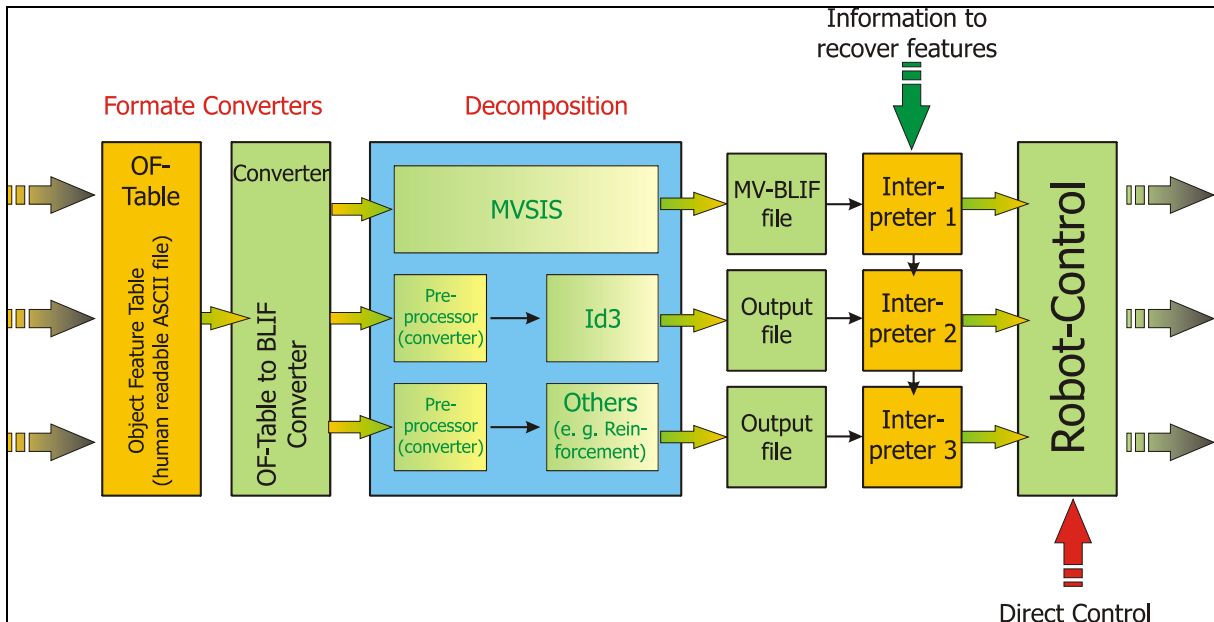 Information to
recover features
Formate Converters
Decomposition
OF-
Table
Object Feature Table
(human readable ASCII file)
Converter
OF-Table to BLIF
Converter
MVSIS
Pre-
processor
(converter)
Id3
Pre-
processor
(converter)
Others
(e. g. Rein-
forcement)
MV-BLIF
file
Output
file
Output
file
Inter-
preter 1
Inter-
preter 2
Inter-
preter 3
Robot-Control
Direct Control